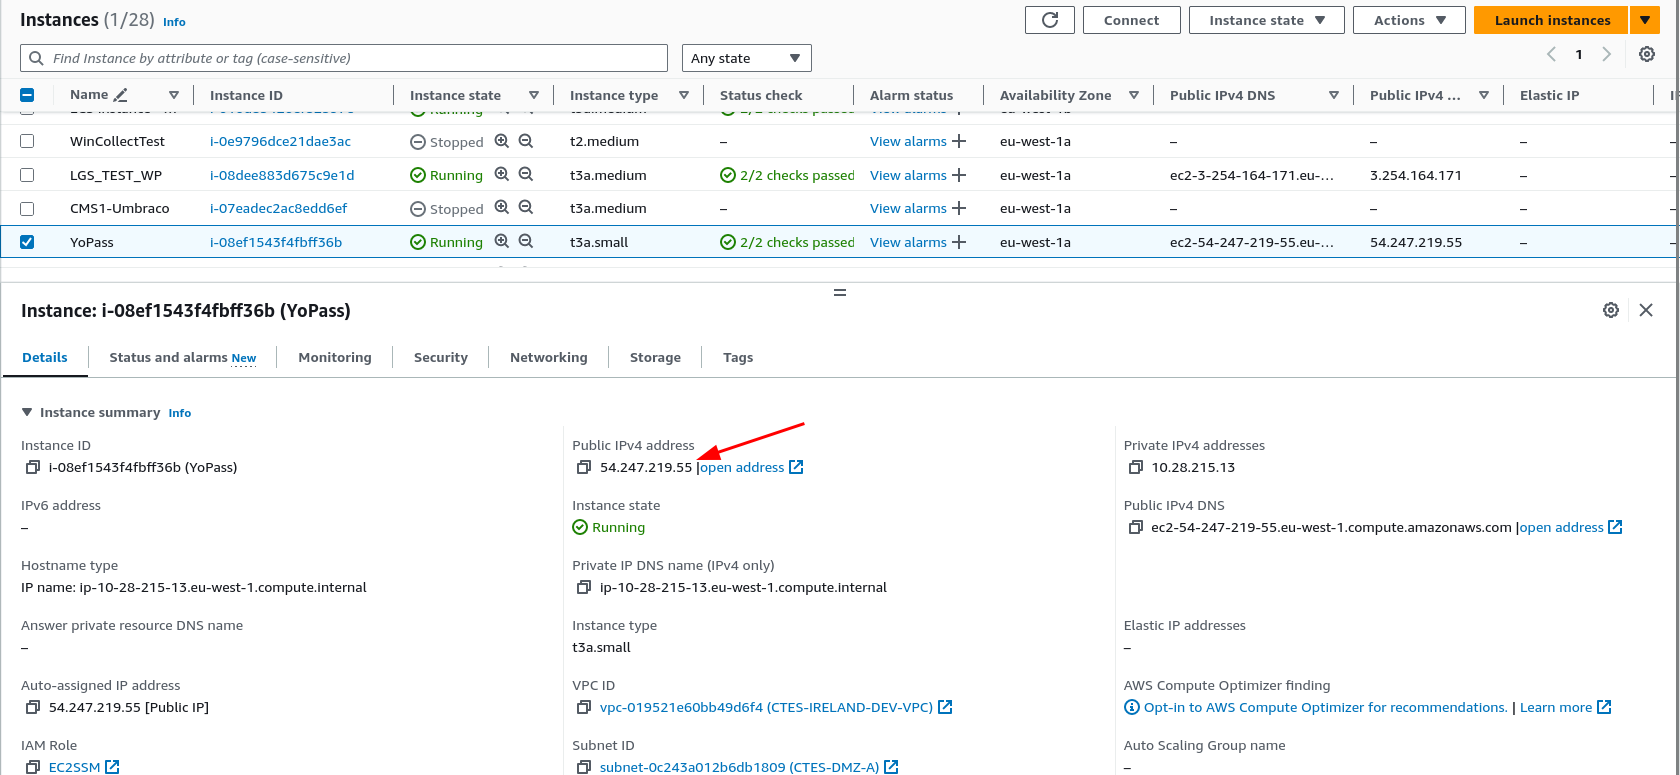 Instances (1/28) Info
Connect
Instance state
Actions
Launch instances
Find Instance by attribute or tag (case-sensitive)
Any state
1
Name Instance ID Instance state Instance type Status check Alarm status Availability Zone Public IPv4 DNS Public IPv4 ... Elastic IP
WinCollectTest i-0e9796dce21dae3ac Stopped t2.medium – View alarms + eu-west-1a – – –
LGS_TEST_WP i-08dee883d675c9e1d Running t3a.medium 2/2 checks passed View alarms + eu-west-1a ec2-3-254-164-171.eu-... 3.254.164.171 –
CMS1-Umbraco i-07eadec2ac8edd6ef Stopped t3a.medium – View alarms + eu-west-1a – – –
YoPass i-08ef1543f4fbff36b Running t3a.small 2/2 checks passed View alarms + eu-west-1a ec2-54-247-219-55.eu-... 54.247.219.55 –
Instance: i-08ef1543f4fbff36b (YoPass)
Details Status and alarms New Monitoring Security Networking Storage Tags
Instance summary Info
Instance ID
i-08ef1543f4fbff36b (YoPass)
Public IPv4 address
54.247.219.55 |open address
Private IPv4 addresses
10.28.215.13
IPv6 address
–
Instance state
Running
Public IPv4 DNS
ec2-54-247-219-55.eu-west-1.compute.amazonaws.com |open address
Hostname type
IP name: ip-10-28-215-13.eu-west-1.compute.internal
Private IP DNS name (IPv4 only)
ip-10-28-215-13.eu-west-1.compute.internal
Answer private resource DNS name
–
Instance type
t3a.small
Elastic IP addresses
–
Auto-assigned IP address
54.247.219.55 [Public IP]
VPC ID
vpc-019521e60bb49d6f4 (CTES-IRELAND-DEV-VPC)
AWS Compute Optimizer finding
Opt-in to AWS Compute Optimizer for recommendations. | Learn more
IAM Role
EC2SSM
Subnet ID
subnet-0c243a012b6db1809 (CTES-DMZ-A)
Auto Scaling Group name
–